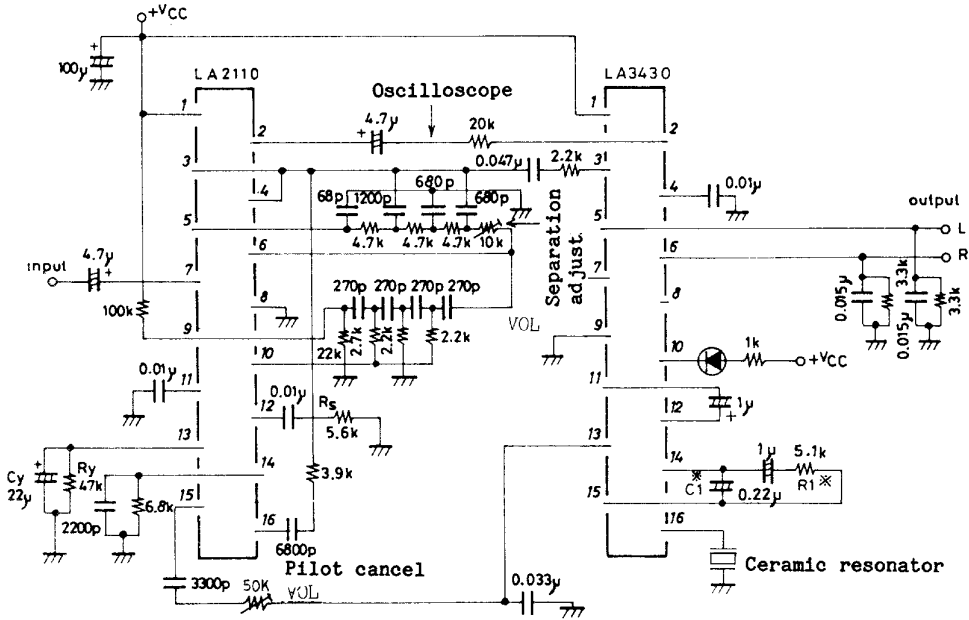 +VCC
100μ
+
LA2110
LA3430
Oscilloscope
1
2
3
4
5
6
7
8
9
10
11
12
13
14
15
16
1
2
3
4
5
6
7
8
9
10
11
12
13
14
15
16
+
4.7μ
20k
0.047μ
2.2k
0.01μ
68p
1200p
680p
680p
4.7k
4.7k
4.7k
10k
Separation
adjust
output
L
R
4.7μ
+
input
100k
270p
270p
270p
270p
VOL
22k
2.7k
2.2k
2.2k
0.015μ
3.3k
0.015μ
3.3k
1k
+VCC
0.01μ
0.01μ
Rs
5.6k
1μ
+
Cy
22μ
+
Ry
47k
2200p
6.8k
3.9k
6800p
1μ
5.1k
※
C1
0.22μ
R1 ※
Pilot cancel
3300p
50K
VOL
0.033μ
Ceramic resonator